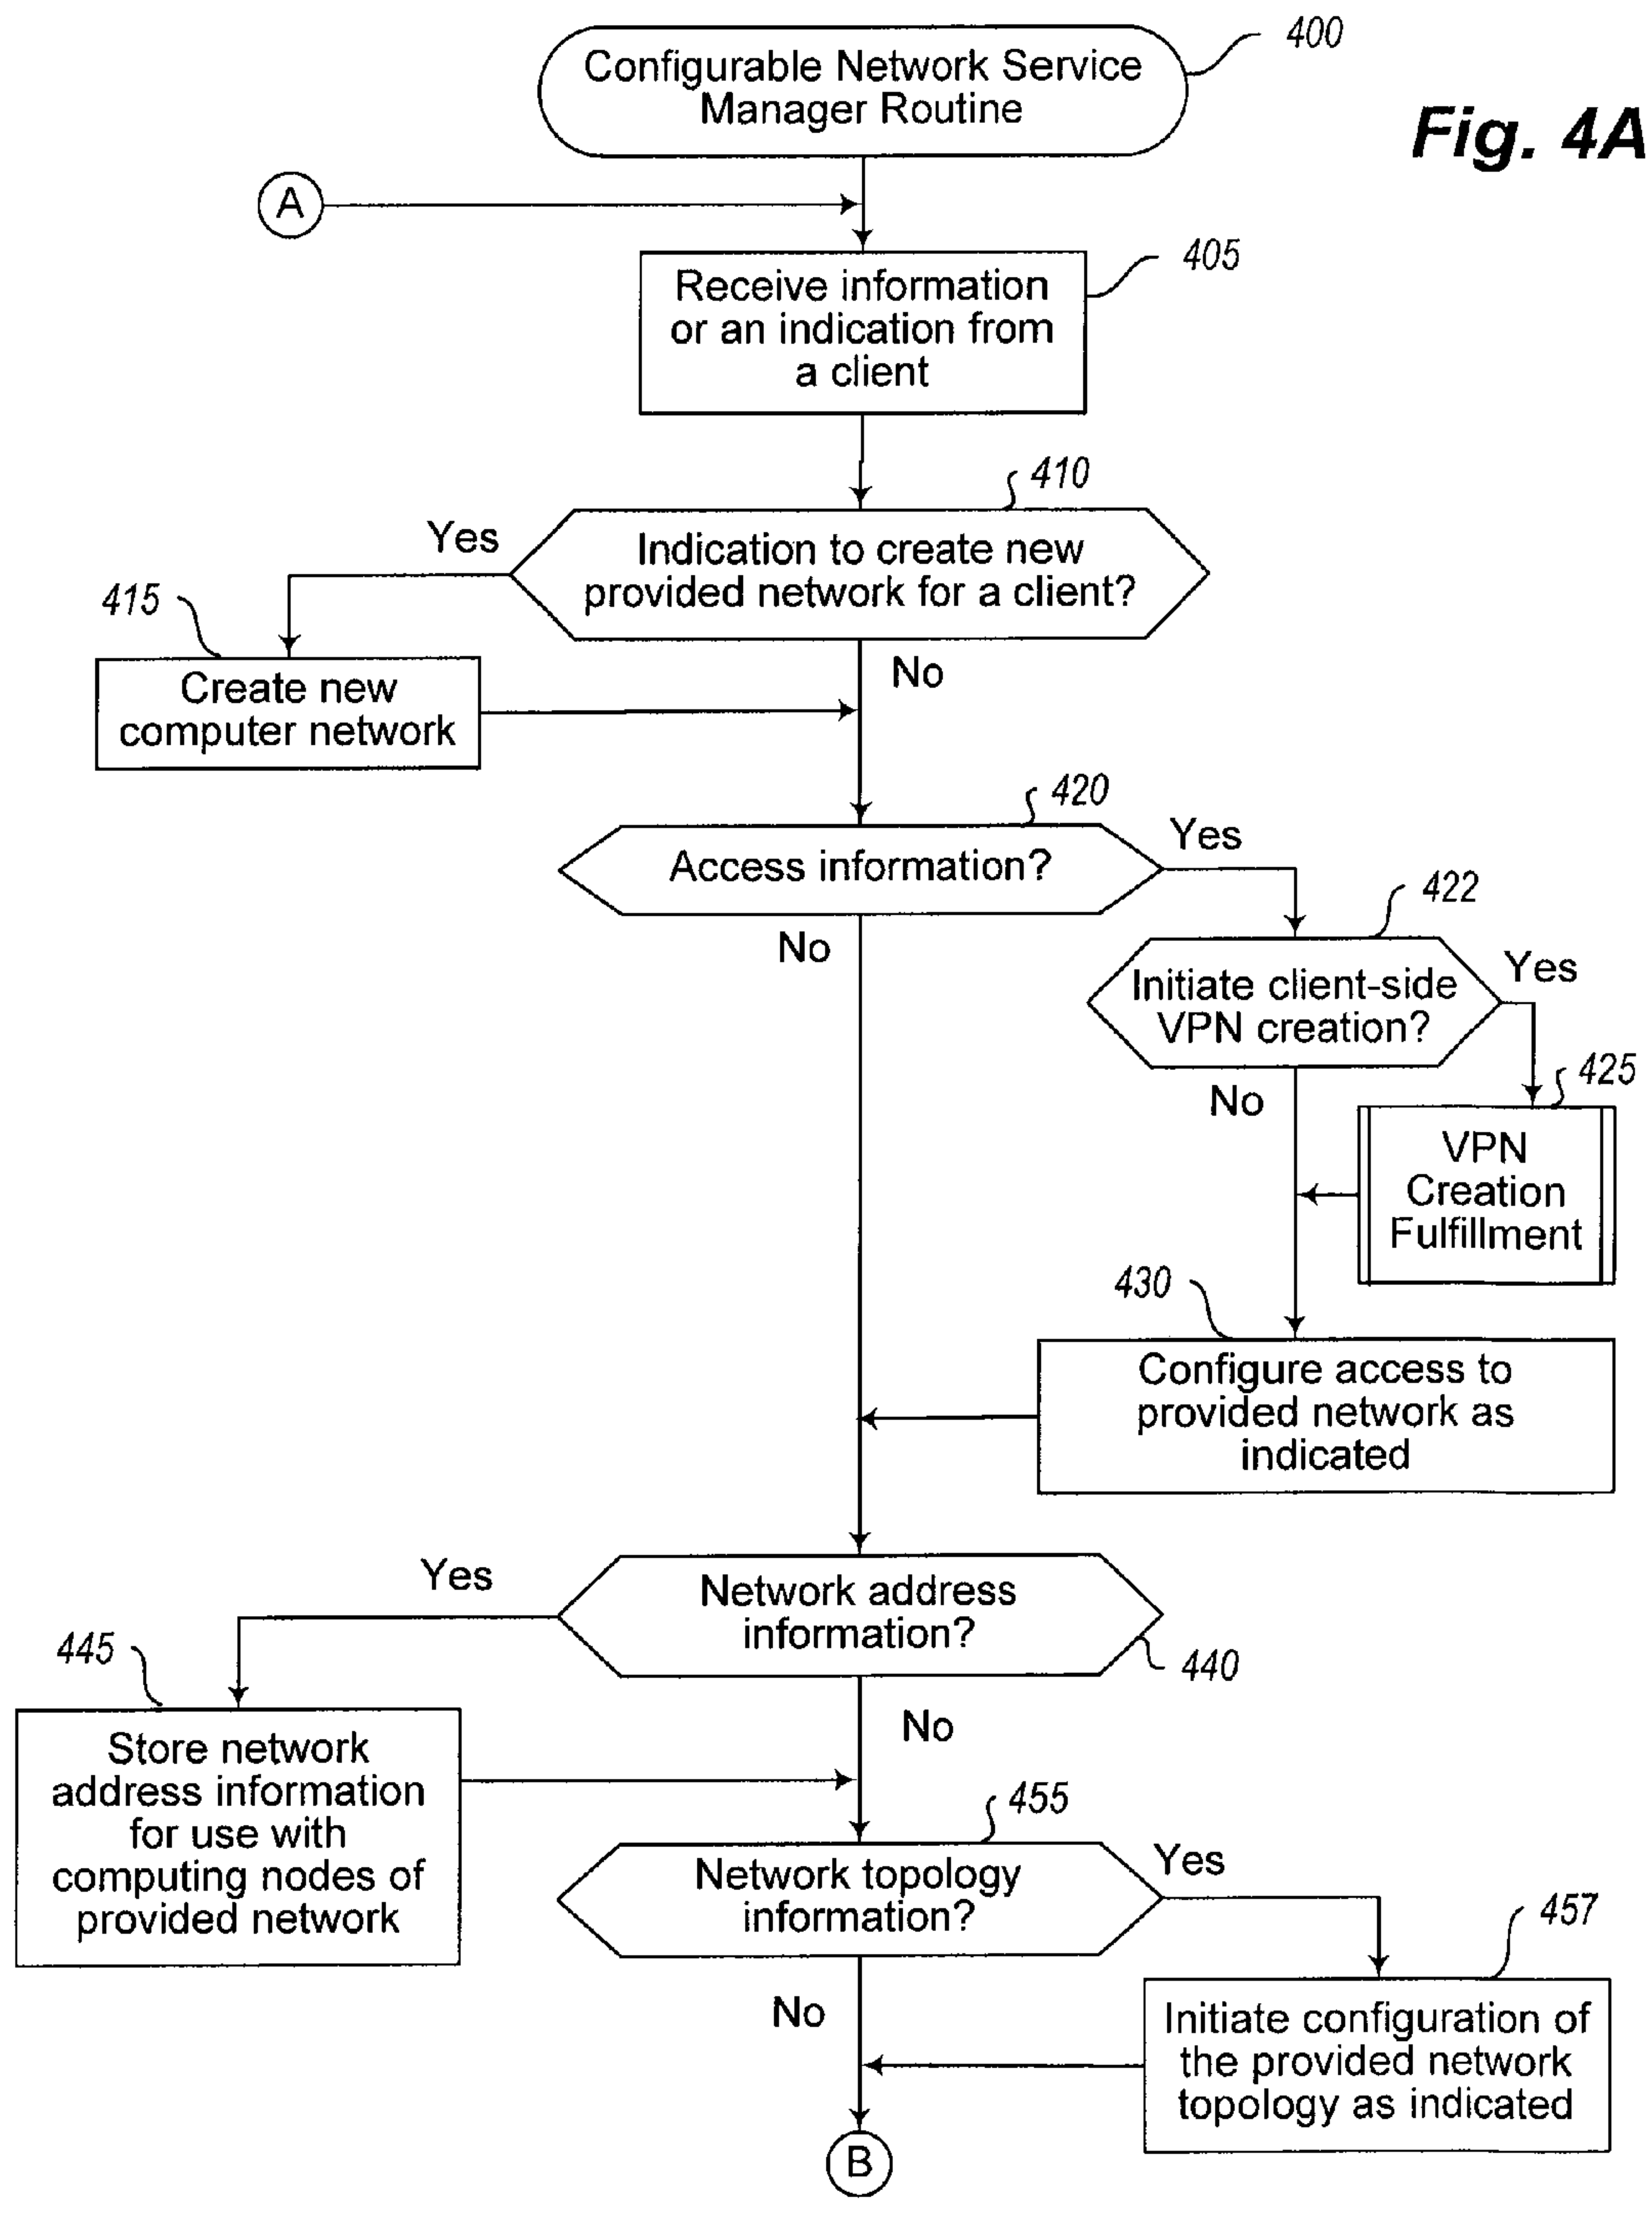 400
Configurable Network Service
Manager Routine
Fig. 4A
A
405
Receive information
or an indication from
a client
410
Yes
Indication to create new
provided network for a client?
415
No
Create new
computer network
420
Yes
Access information?
422
No
Yes
Initiate client-side
VPN creation?
425
No
VPN
Creation
Fulfillment
430
Configure access to
provided network as
indicated
Yes
Network address
information?
445
440
No
Store network
address information
for use with
computing nodes of
provided network
455
Yes
Network topology
information?
457
No
Initiate configuration of
the provided network
topology as indicated
B